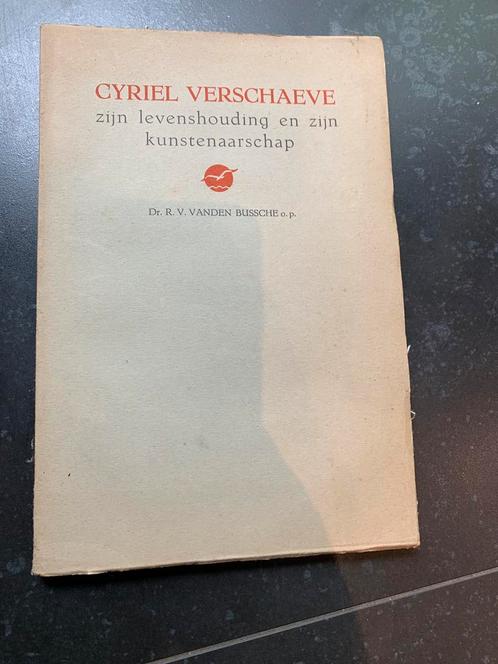 CYRIEL VERSCHAEVE
zijn levenshouding en zijn
kunstenaarschap
Dr. R. V. VANDEN BUSSCHE o.p.